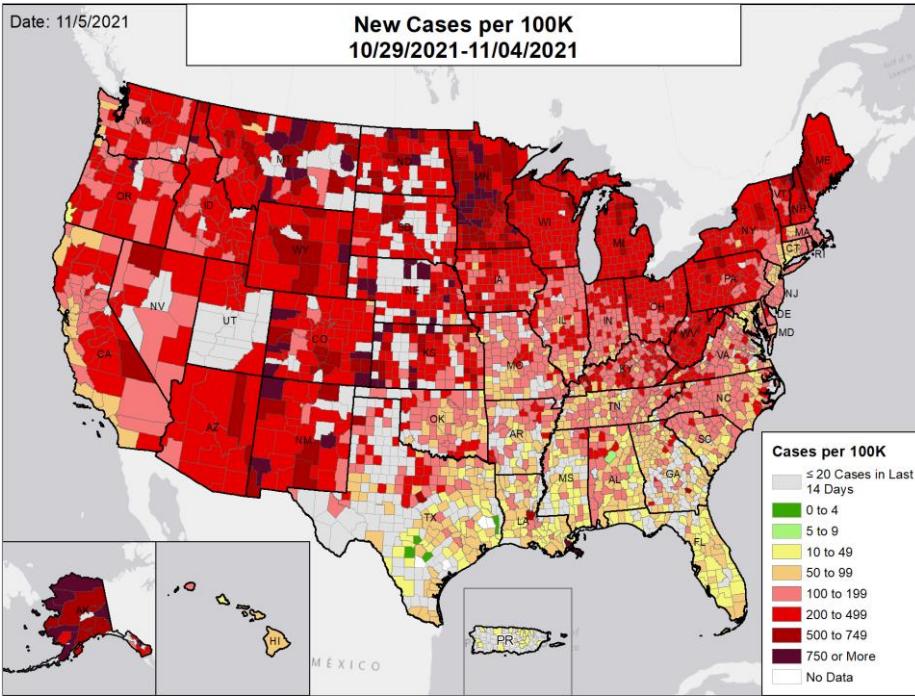 Date: 11/5/2021
New Cases per 100K
10/29/2021-11/04/2021
WA
MT
ND
MN
ME
OR
ID
SD
WI
MI
VT
NH
NY
MA
CT
RI
WY
IA
NE
PA
NJ
NV
UT
CO
IL
IN
OH
DE
MD
CA
KS
MO
WV
VA
KY
AZ
NM
OK
AR
TN
NC
SC
MS
AL
GA
TX
LA
FL
AK
HI
PR
MÉXICO
Cases per 100K
≤ 20 Cases in Last
14 Days
0 to 4
5 to 9
10 to 49
50 to 99
100 to 199
200 to 499
500 to 749
750 or More
No Data